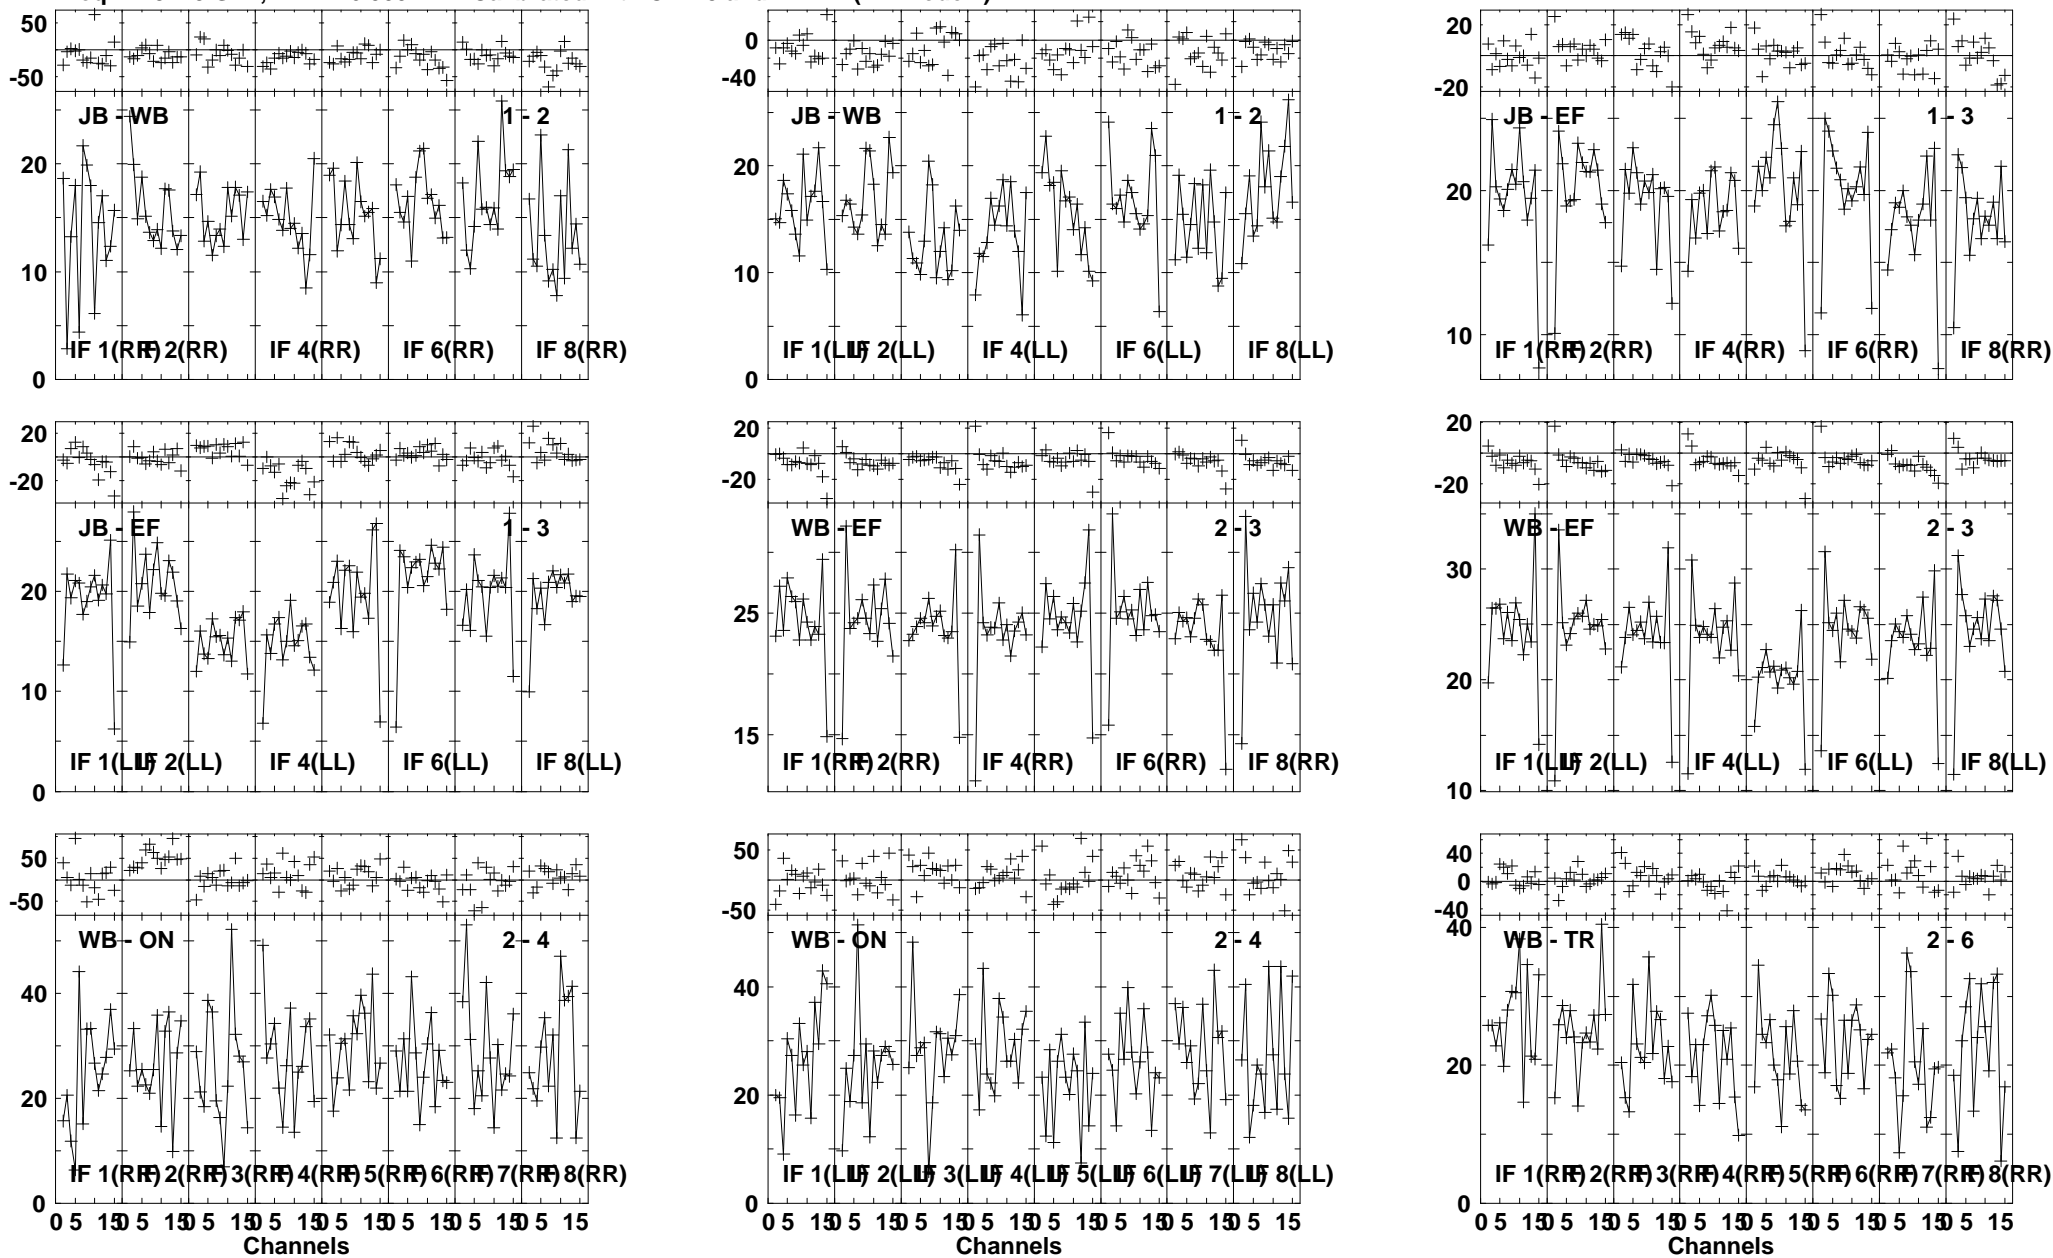 50
-50
JB - WB 1 - 2
20
10
0
IF 1(RR) IF 2(RR) IF 4(RR) IF 6(RR) IF 8(RR)
0
-40
JB - WB 1 - 2
20
10
0
IF 1(LL) IF 2(LL) IF 4(LL) IF 6(LL) IF 8(LL)
20
-20
JB - EF 1 - 3
20
10
IF 1(RR) IF 2(RR) IF 4(RR) IF 6(RR) IF 8(RR)
20
-20
JB - EF 1 - 3
20
10
0
IF 1(LL) IF 2(LL) IF 4(LL) IF 6(LL) IF 8(LL)
20
-20
WB - EF 2 - 3
25
15
IF 1(RR) IF 2(RR) IF 4(RR) IF 6(RR) IF 8(RR)
20
-20
WB - EF 2 - 3
30
20
10
IF 1(LL) IF 2(LL) IF 4(LL) IF 6(LL) IF 8(LL)
50
-50
WB - ON 2 - 4
40
20
0
IF 1(RR) IF 2(RR) IF 3(RR) IF 4(RR) IF 5(RR) IF 6(RR) IF 7(RR) IF 8(RR)
0 5 15 0 5 15 0 5 15 0 5 15 0 5 15 0 5 15 0 5 15 0 5 15
Channels
50
-50
WB - ON 2 - 4
40
20
0
IF 1(LL) IF 2(LL) IF 3(LL) IF 4(LL) IF 5(LL) IF 6(LL) IF 7(LL) IF 8(LL)
0 5 15 0 5 15 0 5 15 0 5 15 0 5 15 0 5 15 0 5 15 0 5 15
Channels
40
0
-40
WB - TR 2 - 6
40
20
0
IF 1(RR) IF 2(RR) IF 3(RR) IF 4(RR) IF 5(RR) IF 6(RR) IF 7(RR) IF 8(RR)
0 5 15 0 5 15 0 5 15 0 5 15 0 5 15 0 5 15 0 5 15 0 5 15
Channels